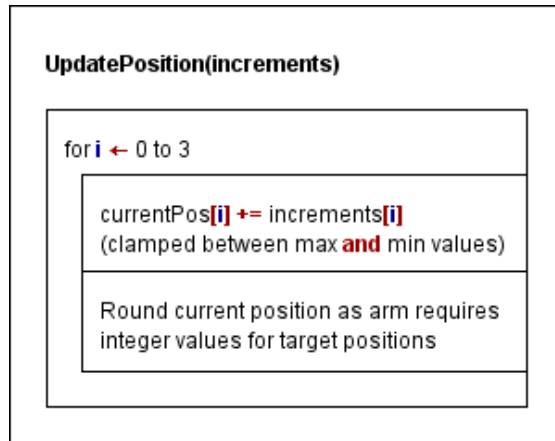 UpdatePosition(increments)
for i ← 0 to 3
currentPos[i] += increments[i]
(clamped between max and min values)
Round current position as arm requires
integer values for target positions